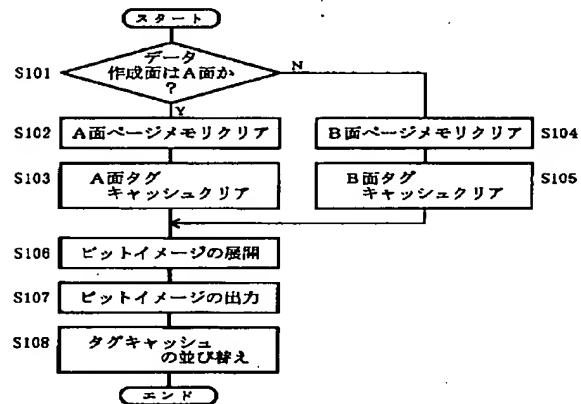 スタート
データ
作成面はA面か
?
S101
N
Y
S102
A面ページメモリクリア
B面ページメモリクリア
S104
S103
A面タグ
キャッシュクリア
B面タグ
キャッシュクリア
S105
S106
ビットイメージの展開
S107
ビットイメージの出力
S108
タグキャッシュ
の並び替え
エンド